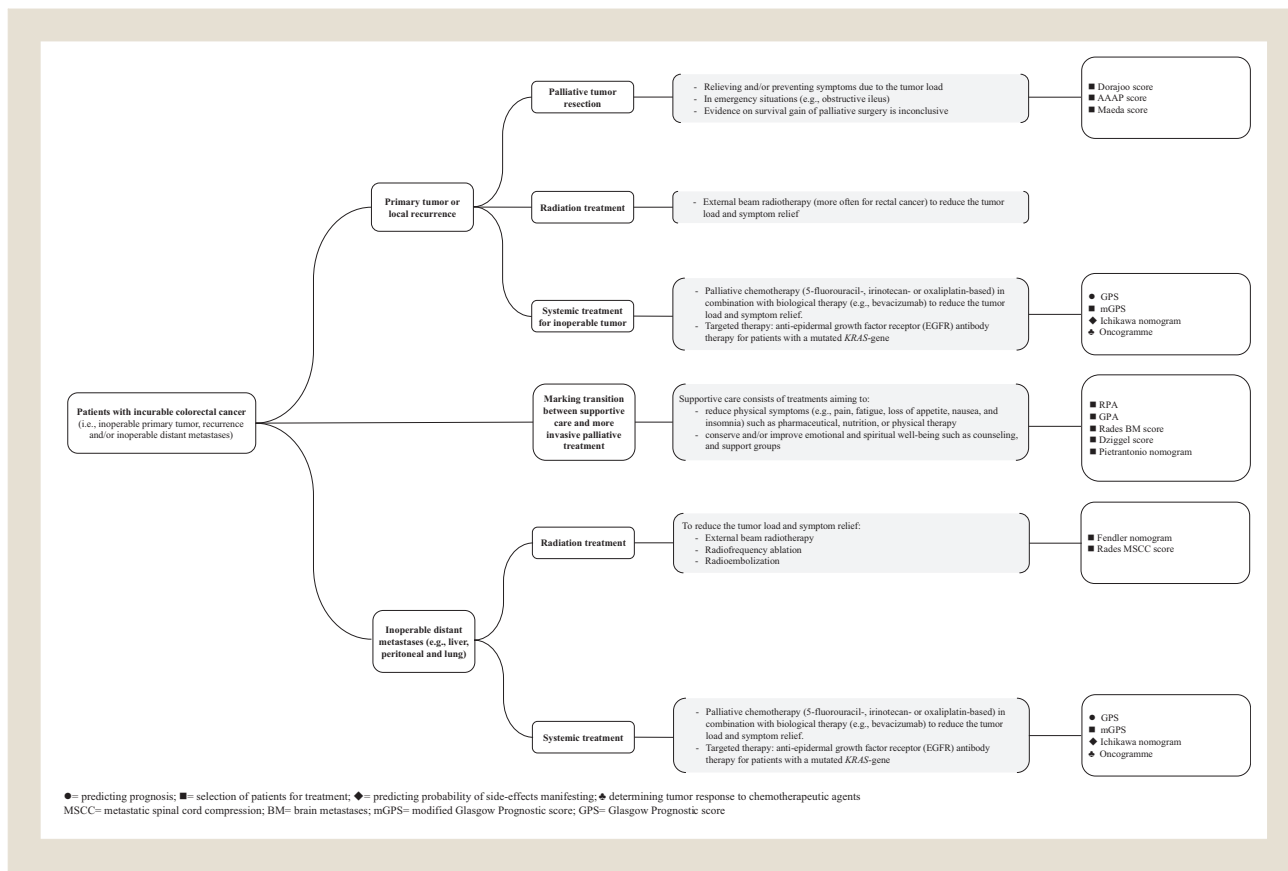 Palliative tumor
resection
- Relieving and/or preventing symptoms due to the tumor load
- In emergency situations (e.g., obstructive ileus)
- Evidence on survival gain of palliative surgery is inconclusive
■ Dorajoo score
■ AAAP score
■ Maeda score
Primary tumor or
local recurrence
Radiation treatment
- External beam radiotherapy (more often for rectal cancer) to reduce the tumor
load and symptom relief
Systemic treatment
for inoperable tumor
- Palliative chemotherapy (5-fluorouracil-, irinotecan- or oxaliplatin-based) in
combination with biological therapy (e.g., bevacizumab) to reduce the tumor
load and symptom relief.
- Targeted therapy: anti-epidermal growth factor receptor (EGFR) antibody
therapy for patients with a mutated KRAS-gene
● GPS
■ mGPS
◆ Ichikawa nomogram
♣ Oncogramme
Patients with incurable colorectal cancer
(i.e., inoperable primary tumor, recurrence
and/or inoperable distant metastases)
Marking transition
between supportive
care and more
invasive palliative
treatment
Supportive care consists of treatments aiming to:
- reduce physical symptoms (e.g., pain, fatigue, loss of appetite, nausea, and
insomnia) such as pharmaceutical, nutrition, or physical therapy
- conserve and/or improve emotional and spiritual well-being such as counseling,
and support groups
■ RPA
■ GPA
■ Rades BM score
■ Dziggel score
■ Pietrantonio nomogram
Radiation treatment
To reduce the tumor load and symptom relief:
- External beam radiotherapy
- Radiofrequency ablation
- Radioembolization
■ Fendler nomogram
■ Rades MSCC score
Inoperable distant
metastases (e.g., liver,
peritoneal and lung)
Systemic treatment
- Palliative chemotherapy (5-fluorouracil-, irinotecan- or oxaliplatin-based) in
combination with biological therapy (e.g., bevacizumab) to reduce the tumor
load and symptom relief.
- Targeted therapy: anti-epidermal growth factor receptor (EGFR) antibody
therapy for patients with a mutated KRAS-gene
● GPS
■ mGPS
◆ Ichikawa nomogram
♣ Oncogramme
●= predicting prognosis; ■= selection of patients for treatment; ◆= predicting probability of side-effects manifesting; ♣ determining tumor response to chemotherapeutic agents
MSCC= metastatic spinal cord compression; BM= brain metastases; mGPS= modified Glasgow Prognostic score; GPS= Glasgow Prognostic score